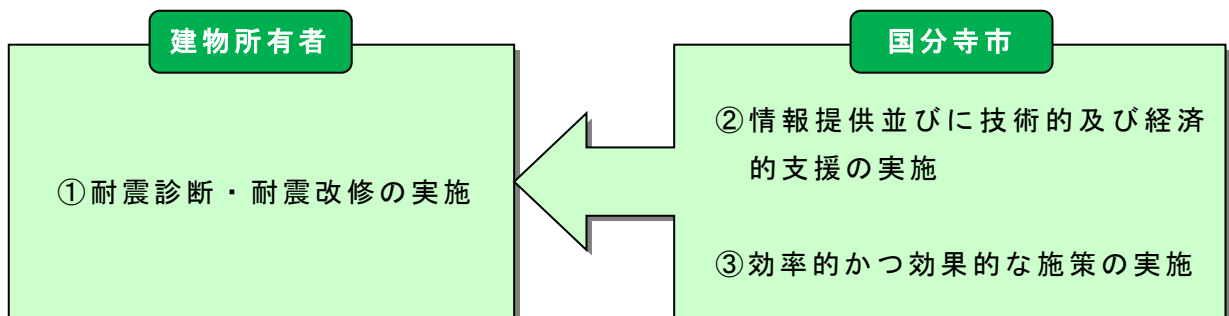 建物所有者
①耐震診断・耐震改修の実施
国分寺市
②情報提供並びに技術的及び経済
的支援の実施
③効率的かつ効果的な施策の実施